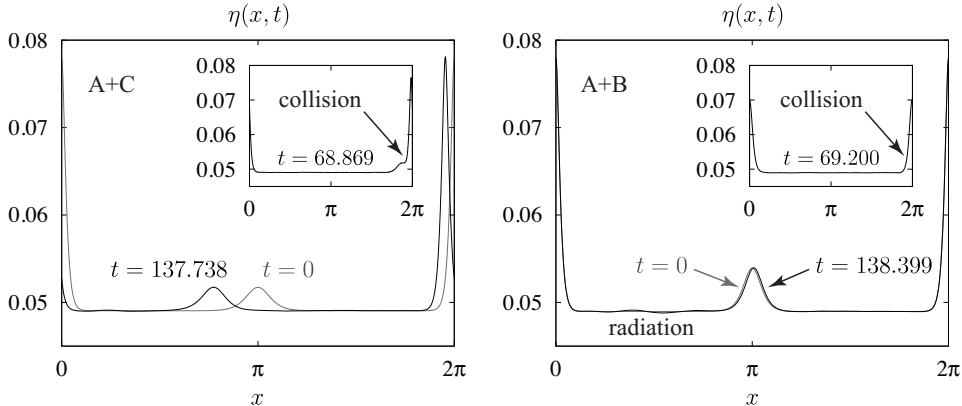 η(x, t)
0.08
0.07
0.06
0.05
A+C
0.08
0.07
0.06
0.05
collision
t = 68.869
0
π
2π
t = 137.738
t = 0
0
π
2π
x
η(x, t)
0.08
0.07
0.06
0.05
A+B
0.08
0.07
0.06
0.05
collision
t = 69.200
0
π
2π
t = 0
t = 138.399
radiation
0
π
2π
x